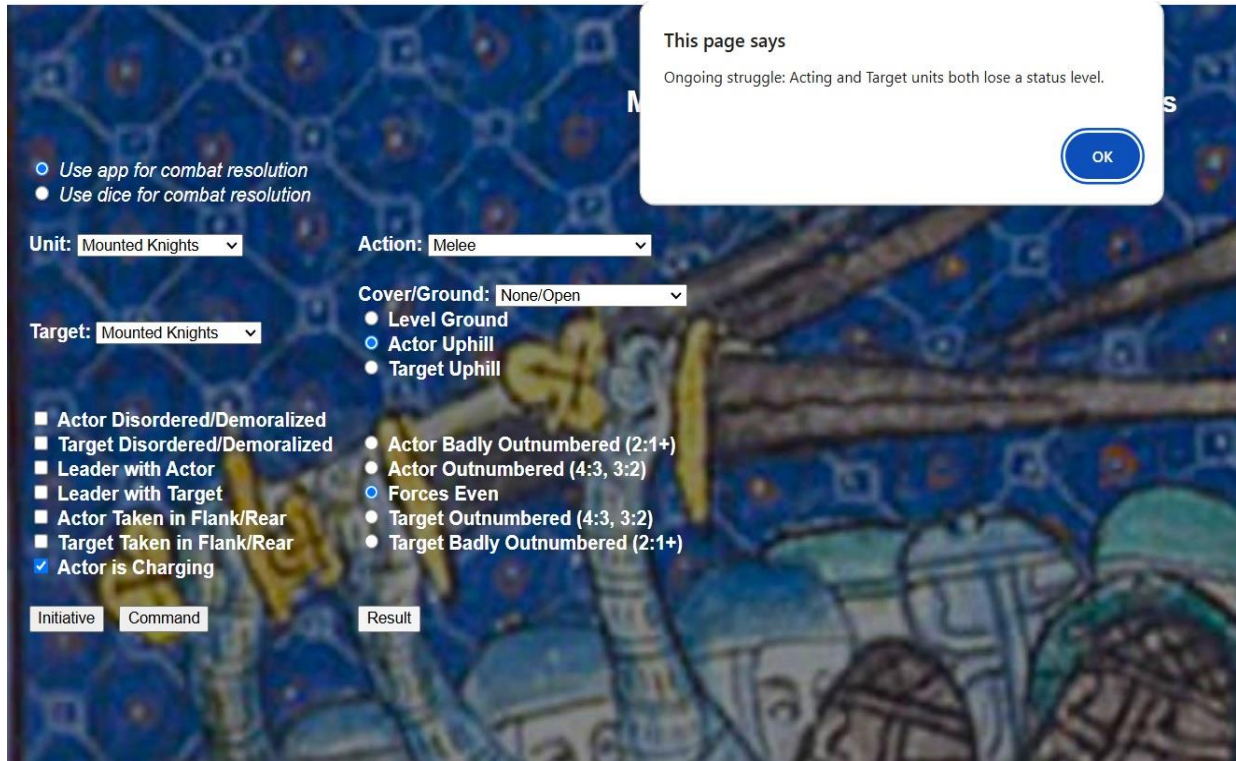 This page says
Ongoing struggle: Acting and Target units both lose a status level.
OK
Use app for combat resolution
Use dice for combat resolution
Unit: Mounted Knights
Action: Melee
Cover/Ground: None/Open
Level Ground
Target: Mounted Knights
Actor Uphill
Target Uphill
Actor Disordered/Demoralized
Target Disordered/Demoralized
Leader with Actor
Leader with Target
Actor Taken in Flank/Rear
Target Taken in Flank/Rear
Actor is Charging
Actor Badly Outnumbered (2:1+)
Actor Outnumbered (4:3, 3:2)
Forces Even
Target Outnumbered (4:3, 3:2)
Target Badly Outnumbered (2:1+)
Initiative Command
Result